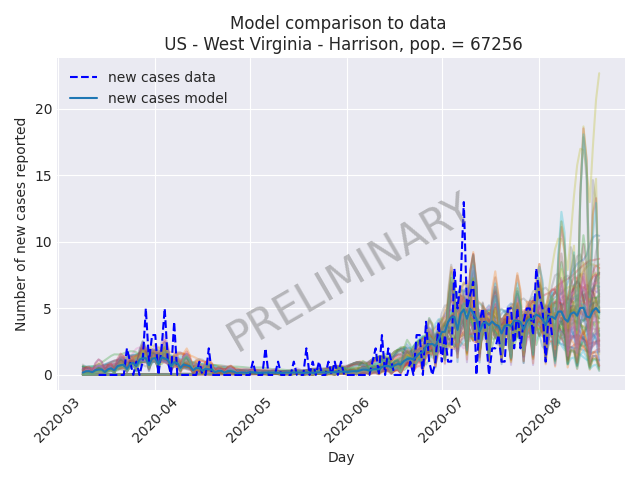 Model comparison to data
US - West Virginia - Harrison, pop. = 67256
new cases data
new cases model
Number of new cases reported
20
15
10
5
0
PRELIMINARY
2020-03
2020-04
2020-05
2020-06
2020-07
2020-08
Day